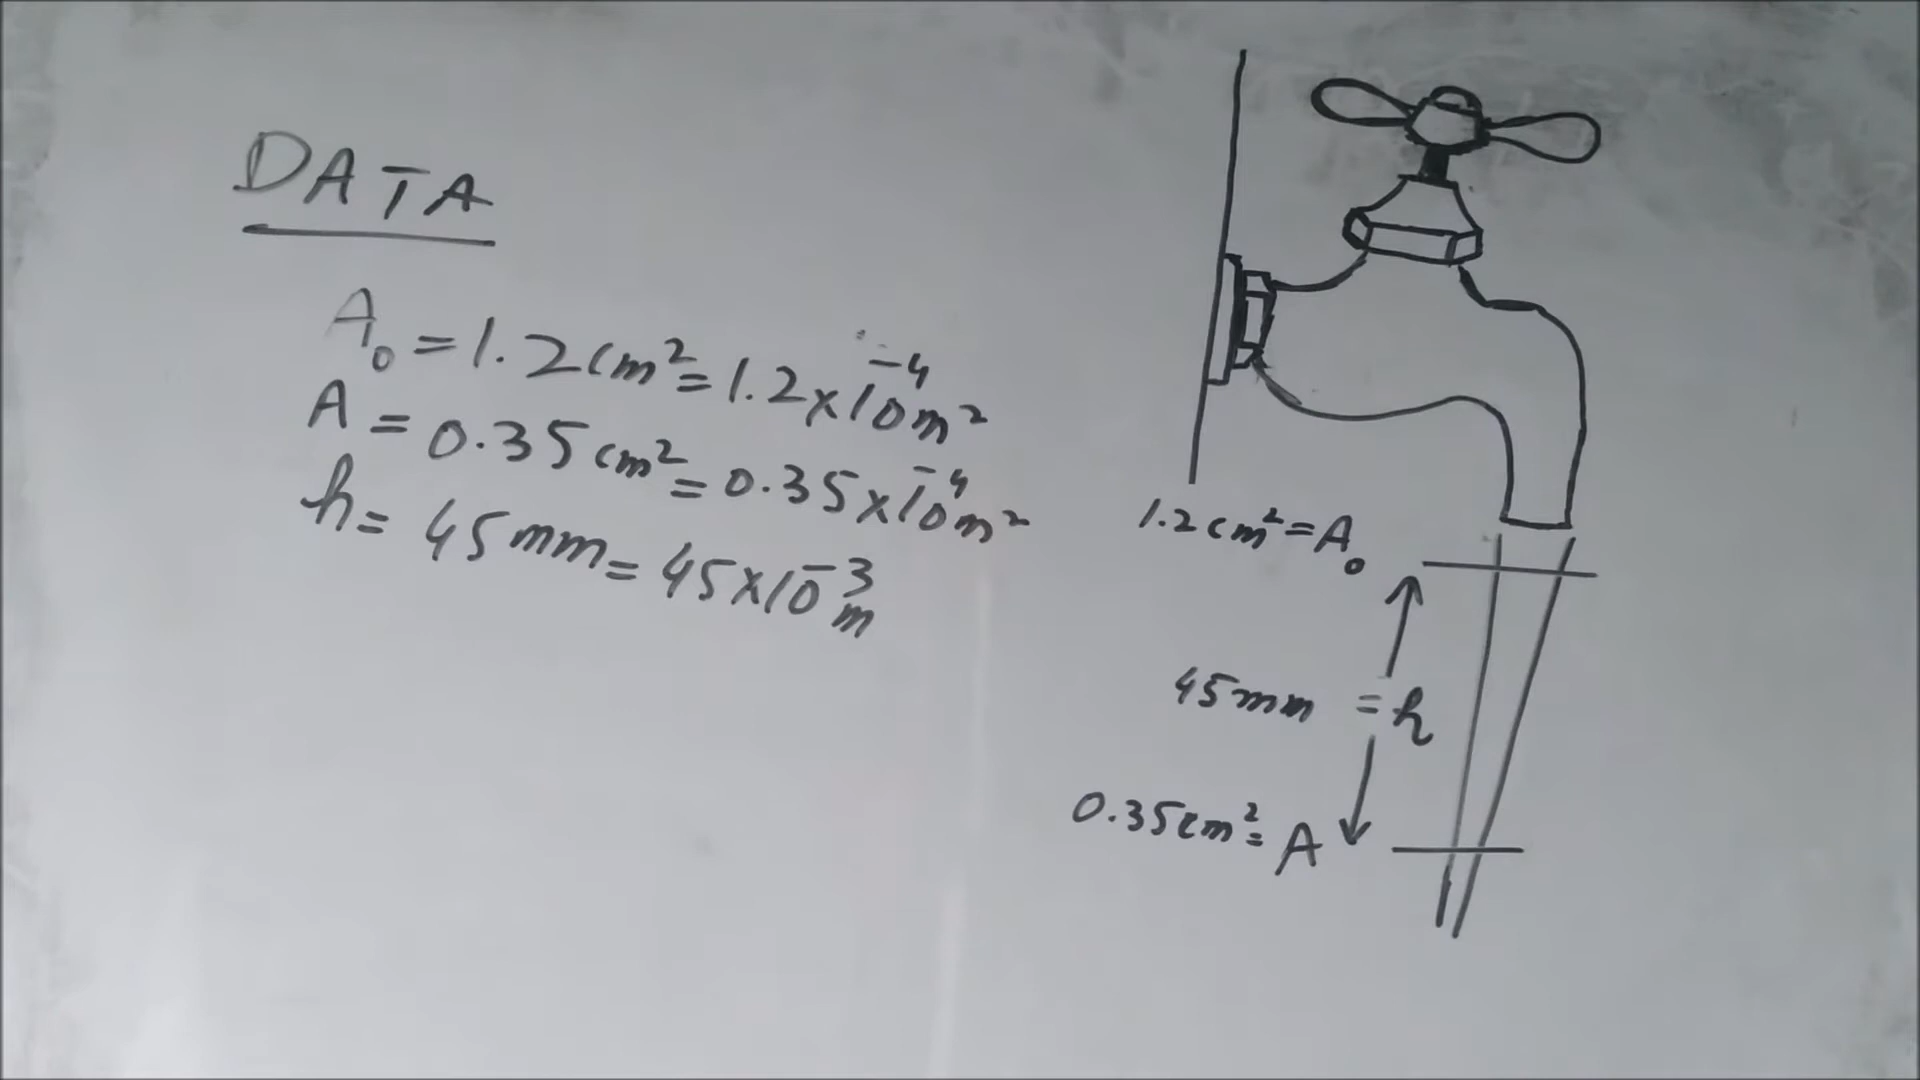 DATA
A₀ = 1.2 cm² = 1.2 × 10⁻⁴ m²
A = 0.35 cm² = 0.35 × 10⁻⁴ m²
h = 45 mm = 45 × 10⁻³ m
1.2 cm² = A₀
45 mm = h
0.35 cm² = A